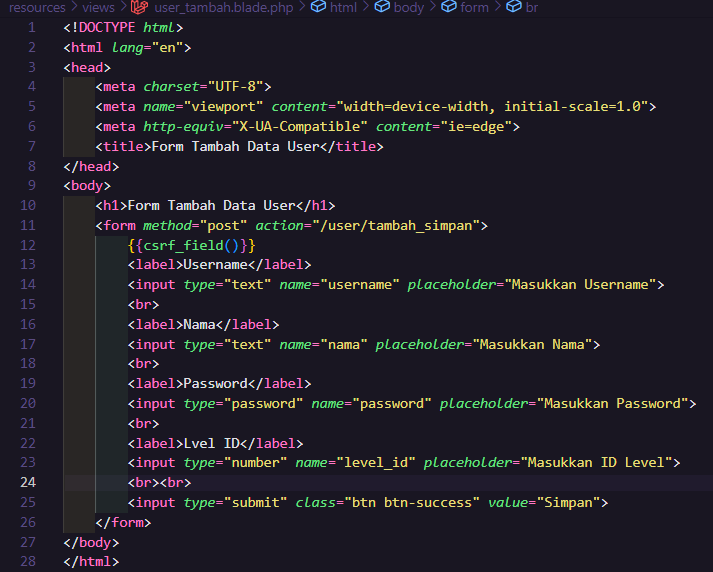 resources > views > user_tambah.blade.php > html > body > form > br
1 <!DOCTYPE html>
2 <html lang="en">
3 <head>
4 <meta charset="UTF-8">
5 <meta name="viewport" content="width=device-width, initial-scale=1.0">
6 <meta http-equiv="X-UA-Compatible" content="ie=edge">
7 <title>Form Tambah Data User</title>
8 </head>
9 <body>
10 <h1>Form Tambah Data User</h1>
11 <form method="post" action="/user/tambah_simpan">
12 {{csrf_field()}}
13 <label>Username</label>
14 <input type="text" name="username" placeholder="Masukkan Username">
15 <br>
16 <label>Nama</label>
17 <input type="text" name="nama" placeholder="Masukkan Nama">
18 <br>
19 <label>Password</label>
20 <input type="password" name="password" placeholder="Masukkan Password">
21 <br>
22 <label>Lvel ID</label>
23 <input type="number" name="level_id" placeholder="Masukkan ID Level">
24 <br><br>
25 <input type="submit" class="btn btn-success" value="Simpan">
26 </form>
27 </body>
28 </html>